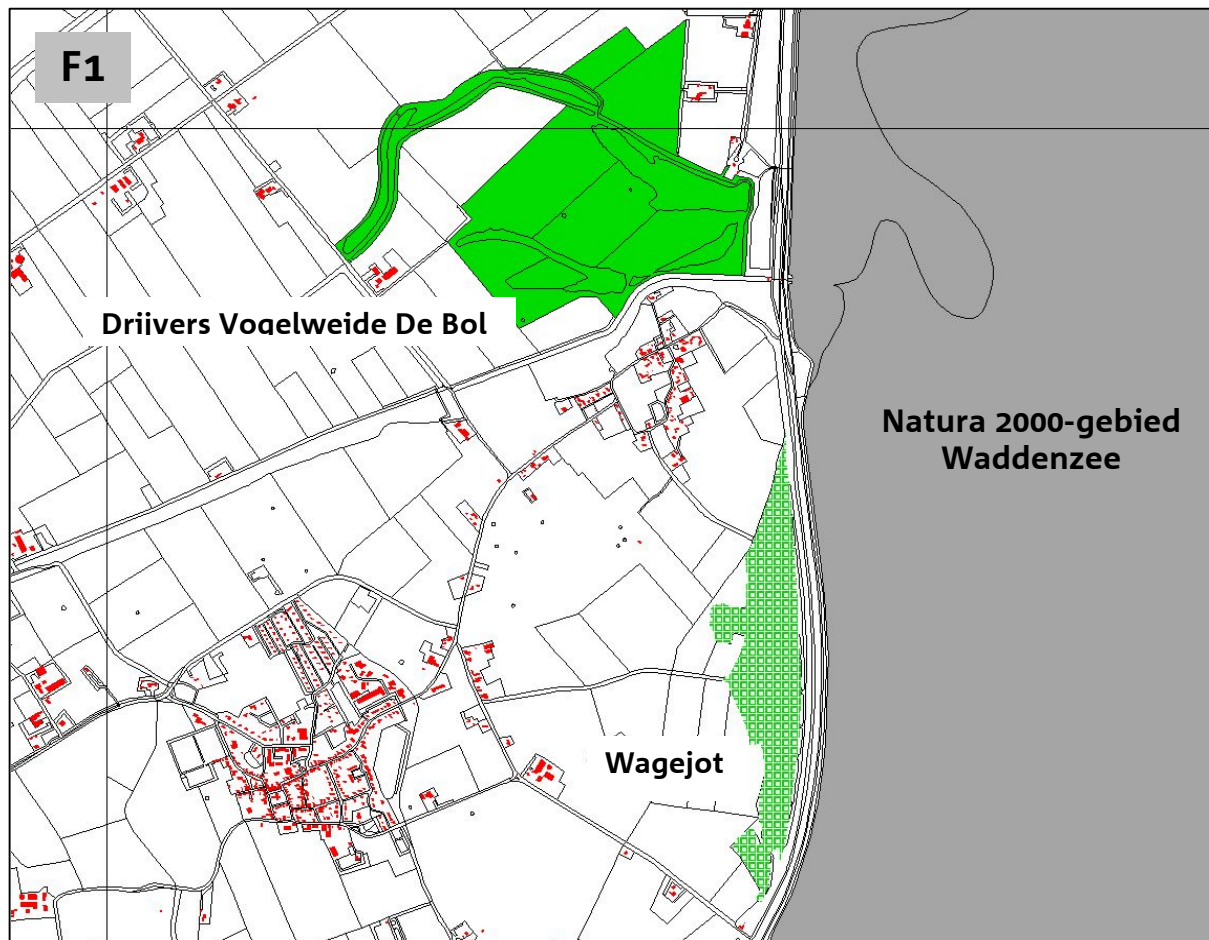 F1
Drijvers Vogelweide De Bol
Natura 2000-gebied
Waddenzee
Wagejot